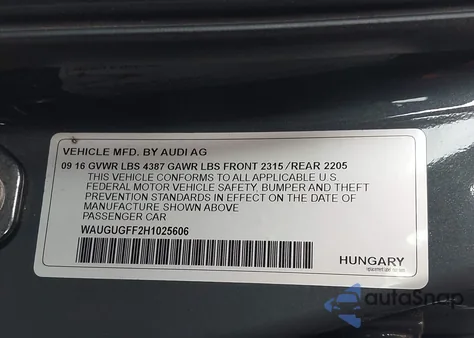 VEHICLE MFD. BY AUDI AG
09 16 GVWR LBS 4387 GAWR LBS FRONT 2315 /REAR 2205
THIS VEHICLE CONFORMS TO ALL APPLICABLE U.S.
FEDERAL MOTOR VEHICLE SAFETY, BUMPER AND THEFT
PREVENTION STANDARDS IN EFFECT ON THE DATE OF
MANUFACTURE SHOWN ABOVE
PASSENGER CAR
WAUGUGFF2H1025606
HUNGARY
autoSnap